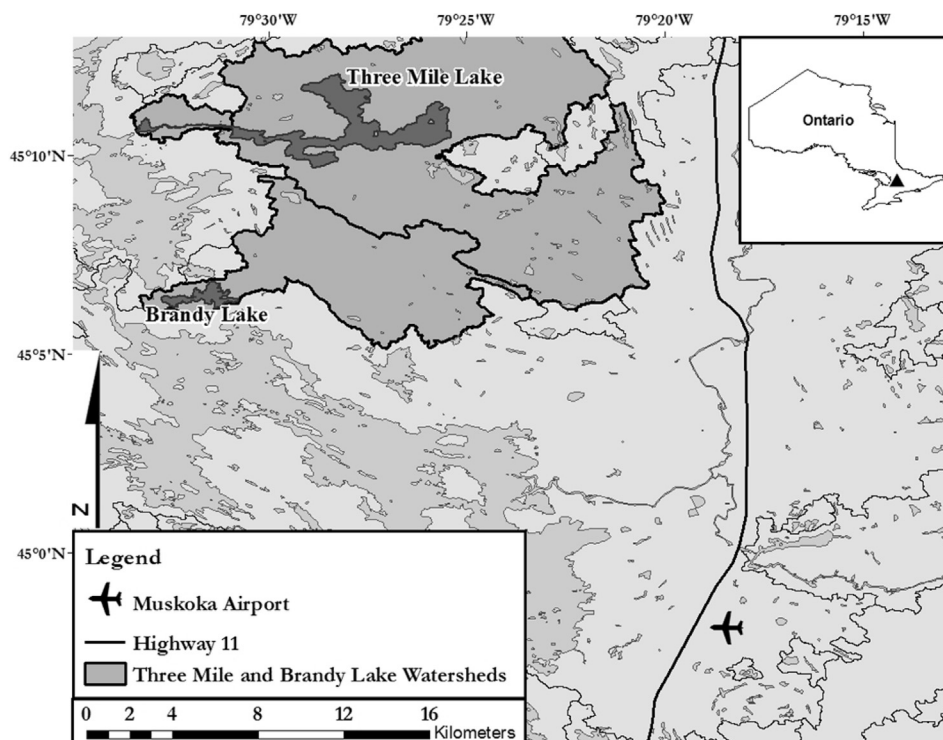 79°30'W 79°25'W 79°20'W 79°15'W
Three Mile Lake
Ontario
45°10'N
Brandy Lake
45°5'N
N
45°0'N
Legend
Muskoka Airport
Highway 11
Three Mile and Brandy Lake Watersheds
0 2 4 8 12 16
Kilometers